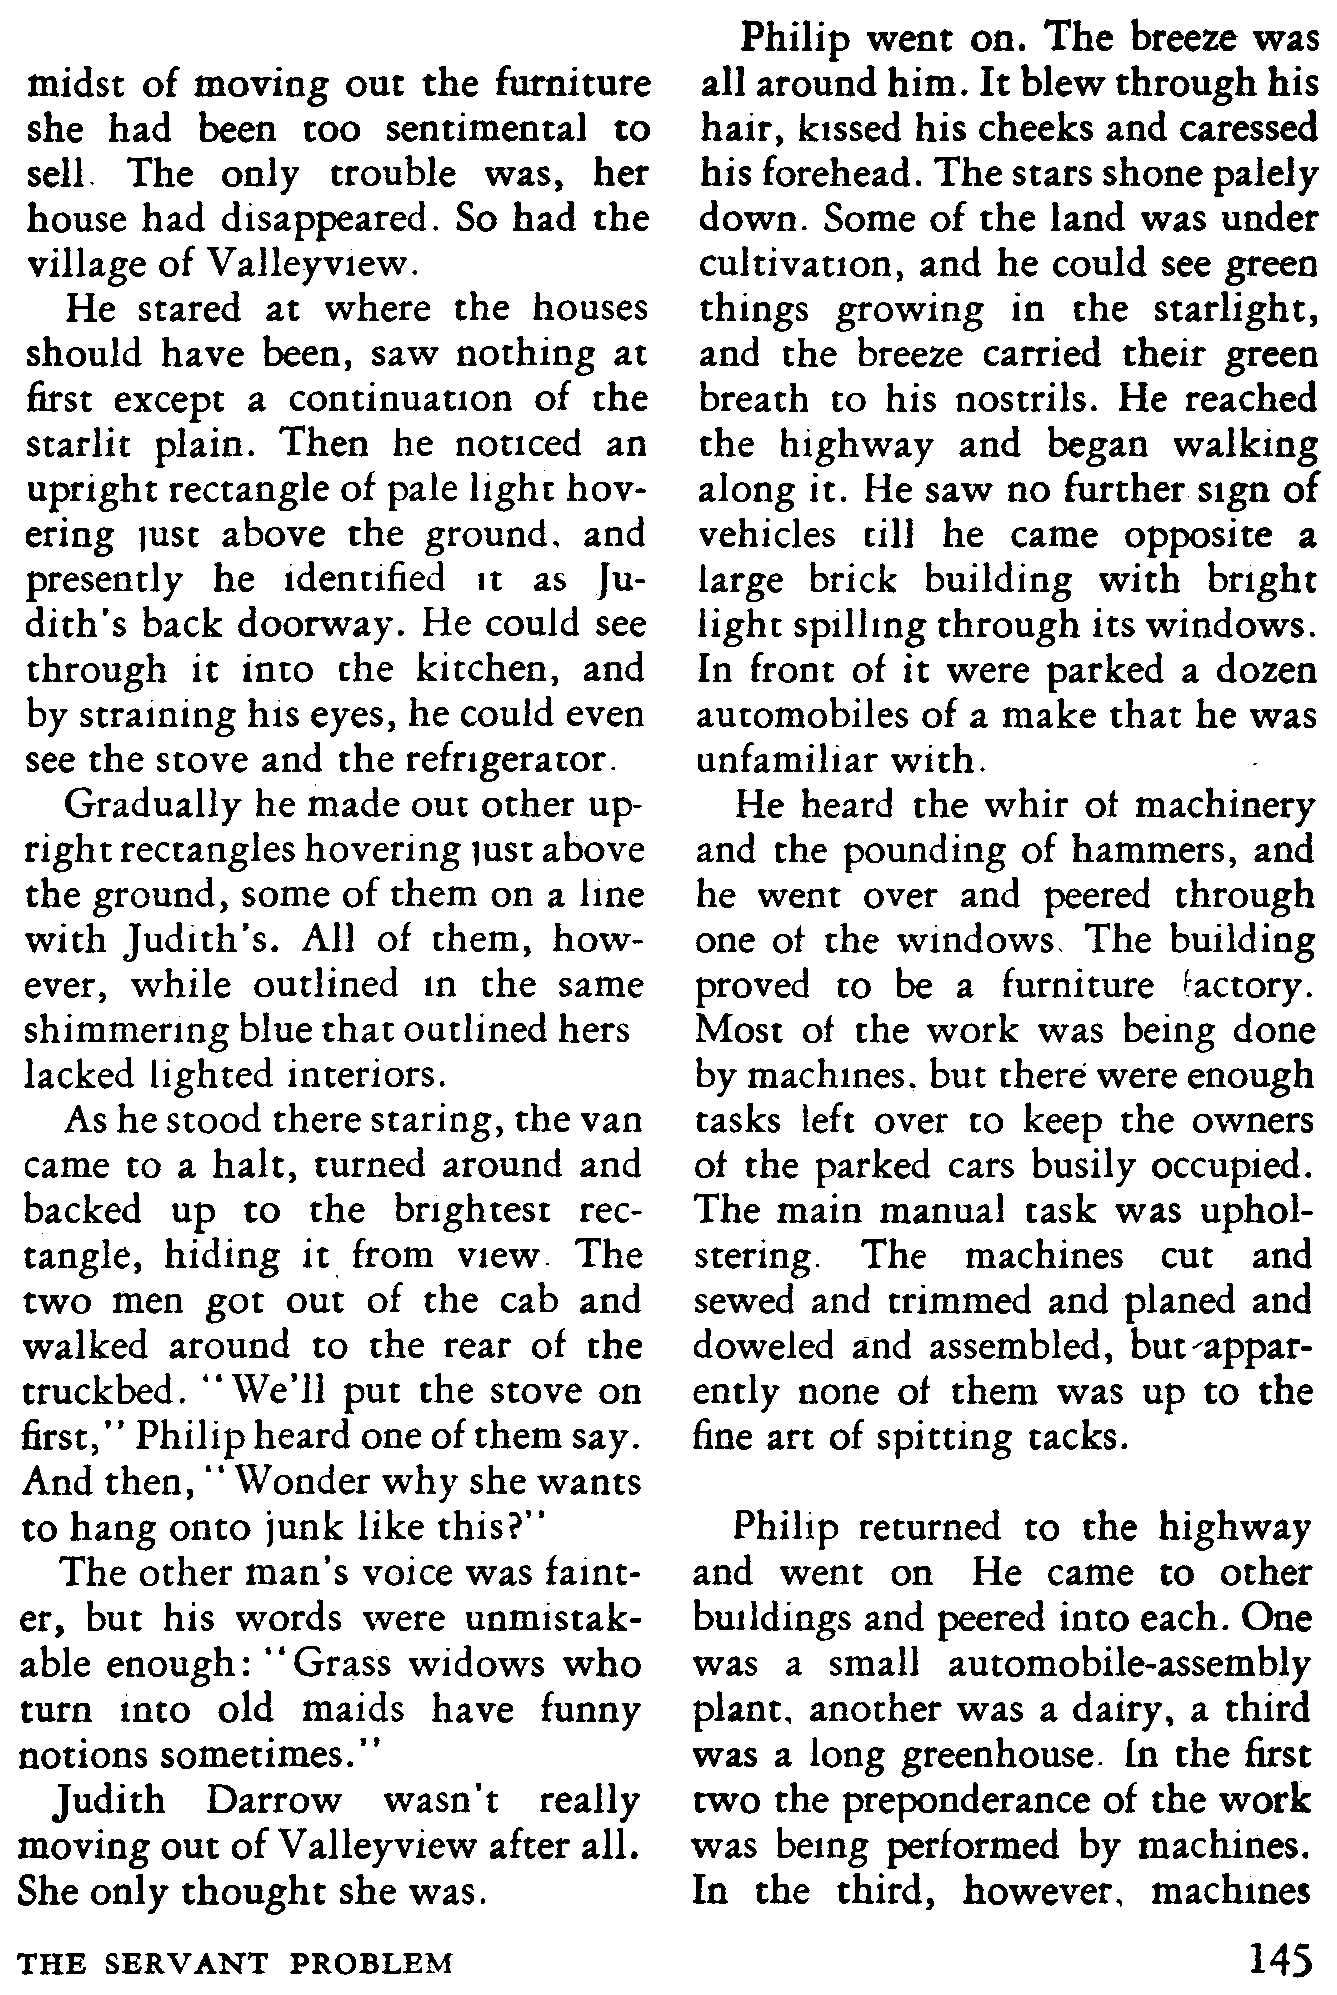 midst of moving out the furniture
she had been too sentimental to
sell. The only trouble was, her
house had disappeared. So had the
village of Valleyview.
He stared at where the houses
should have been, saw nothing at
first except a continuation of the
starlit plain. Then he noticed an
upright rectangle of pale light hov-
ering just above the ground, and
presently he identified it as Ju-
dith's back doorway. He could see
through it into the kitchen, and
by straining his eyes, he could even
see the stove and the refrigerator.
Gradually he made out other up-
right rectangles hovering just above
the ground, some of them on a line
with Judith's. All of them, how-
ever, while outlined in the same
shimmering blue that outlined hers
lacked lighted interiors.
As he stood there staring, the van
came to a halt, turned around and
backed up to the brightest rec-
tangle, hiding it from view. The
two men got out of the cab and
walked around to the rear of the
truckbed. "We'll put the stove on
first," Philip heard one of them say.
And then, "Wonder why she wants
to hang onto junk like this?"
The other man's voice was faint-
er, but his words were unmistak-
able enough: "Grass widows who
turn into old maids have funny
notions sometimes."
Judith Darrow wasn't really
moving out of Valleyview after all.
She only thought she was.
Philip went on. The breeze was
all around him. It blew through his
hair, kissed his cheeks and caressed
his forehead. The stars shone palely
down. Some of the land was under
cultivation, and he could see green
things growing in the starlight,
and the breeze carried their green
breath to his nostrils. He reached
the highway and began walking
along it. He saw no further sign of
vehicles till he came opposite a
large brick building with bright
light spilling through its windows.
In front of it were parked a dozen
automobiles of a make that he was
unfamiliar with.
He heard the whir of machinery
and the pounding of hammers, and
he went over and peered through
one of the windows. The building
proved to be a furniture factory.
Most of the work was being done
by machines, but there were enough
tasks left over to keep the owners
of the parked cars busily occupied.
The main manual task was uphol-
stering. The machines cut and
sewed and trimmed and planed and
doweled and assembled, but appar-
ently none of them was up to the
fine art of spitting tacks.
Philip returned to the highway
and went on He came to other
buildings and peered into each. One
was a small automobile-assembly
plant, another was a dairy, a third
was a long greenhouse. In the first
two the preponderance of the work
was being performed by machines.
In the third, however, machines
THE SERVANT PROBLEM
145